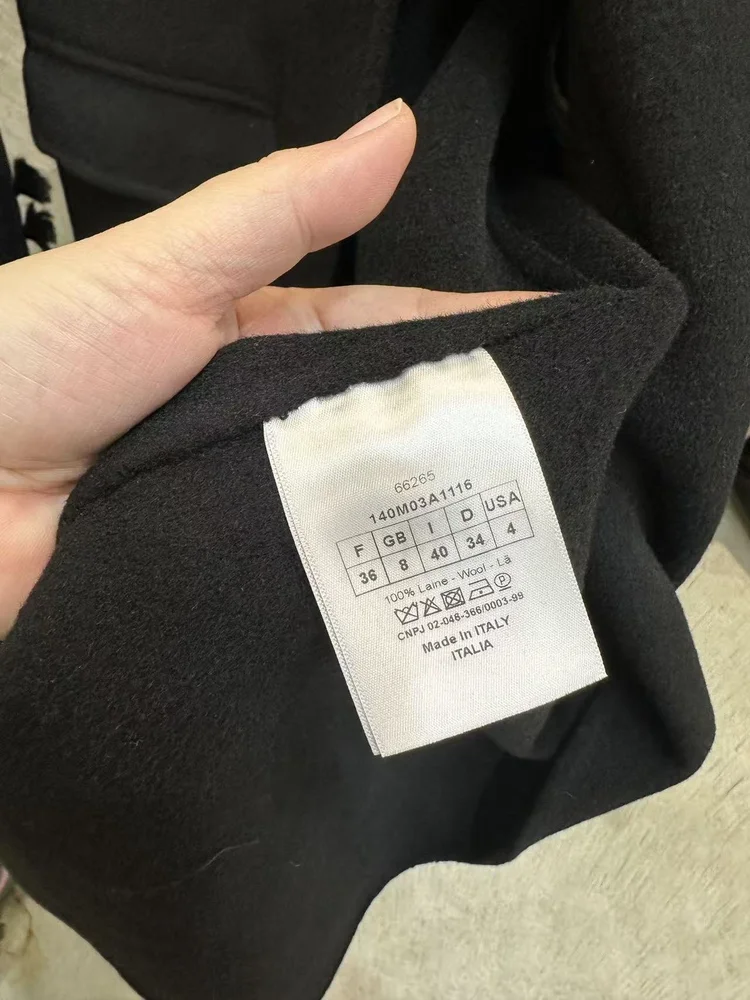 66265
140M03A1116
F GB I D USA
36 8 40 34 4
100% Laine - Wool - Lã
P
CNPJ 02-046-366/0003-99
Made In ITALY
ITALIA